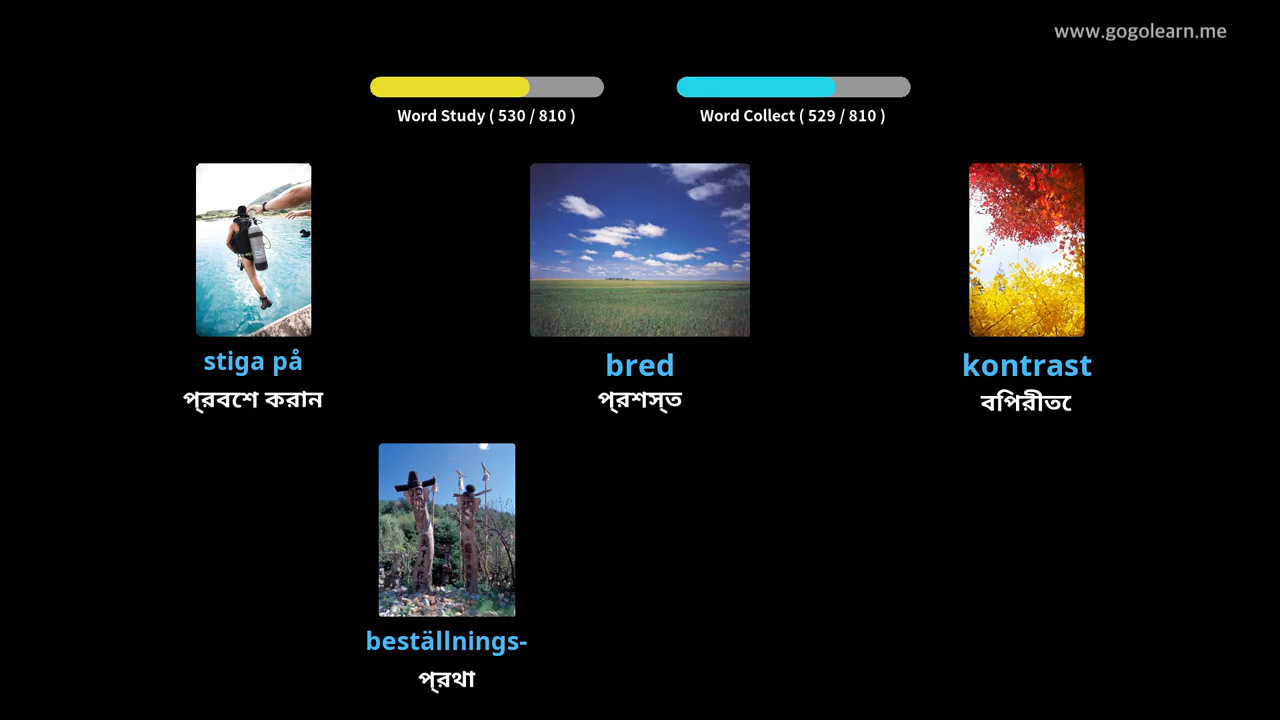 www.gogolearn.me
Word Study ( 530 / 810 )
Word Collect ( 529 / 810 )
stiga på
প্রবেশ করান
bred
প্রশস্ত
kontrast
বিপরীতে
beställnings-
প্রথা